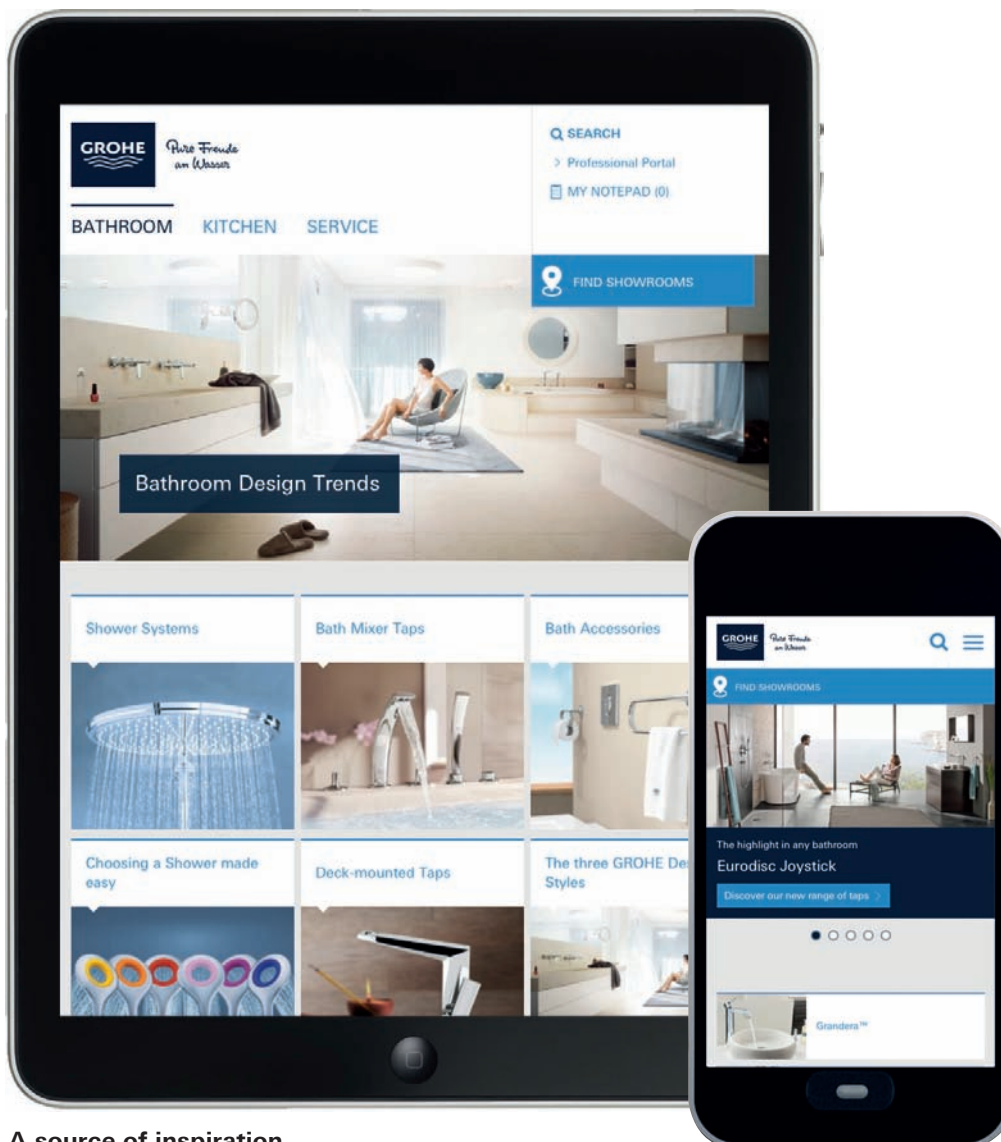 GROHE
Pure Freude
an Wasser
SEARCH
> Professional Portal
MY NOTEPAD (0)
BATHROOM KITCHEN SERVICE
FIND SHOWROOMS
Bathroom Design Trends
Shower Systems
Bath Mixer Taps
Bath Accessories
Choosing a Shower made
easy
Deck-mounted Taps
The three GROHE De
Styles
GROHE
Pure Freude
an Wasser
FIND SHOWROOMS
The highlight in any bathroom
Eurodisc Joystick
Discover our new range of taps >
Grandera™
A source of inspiration